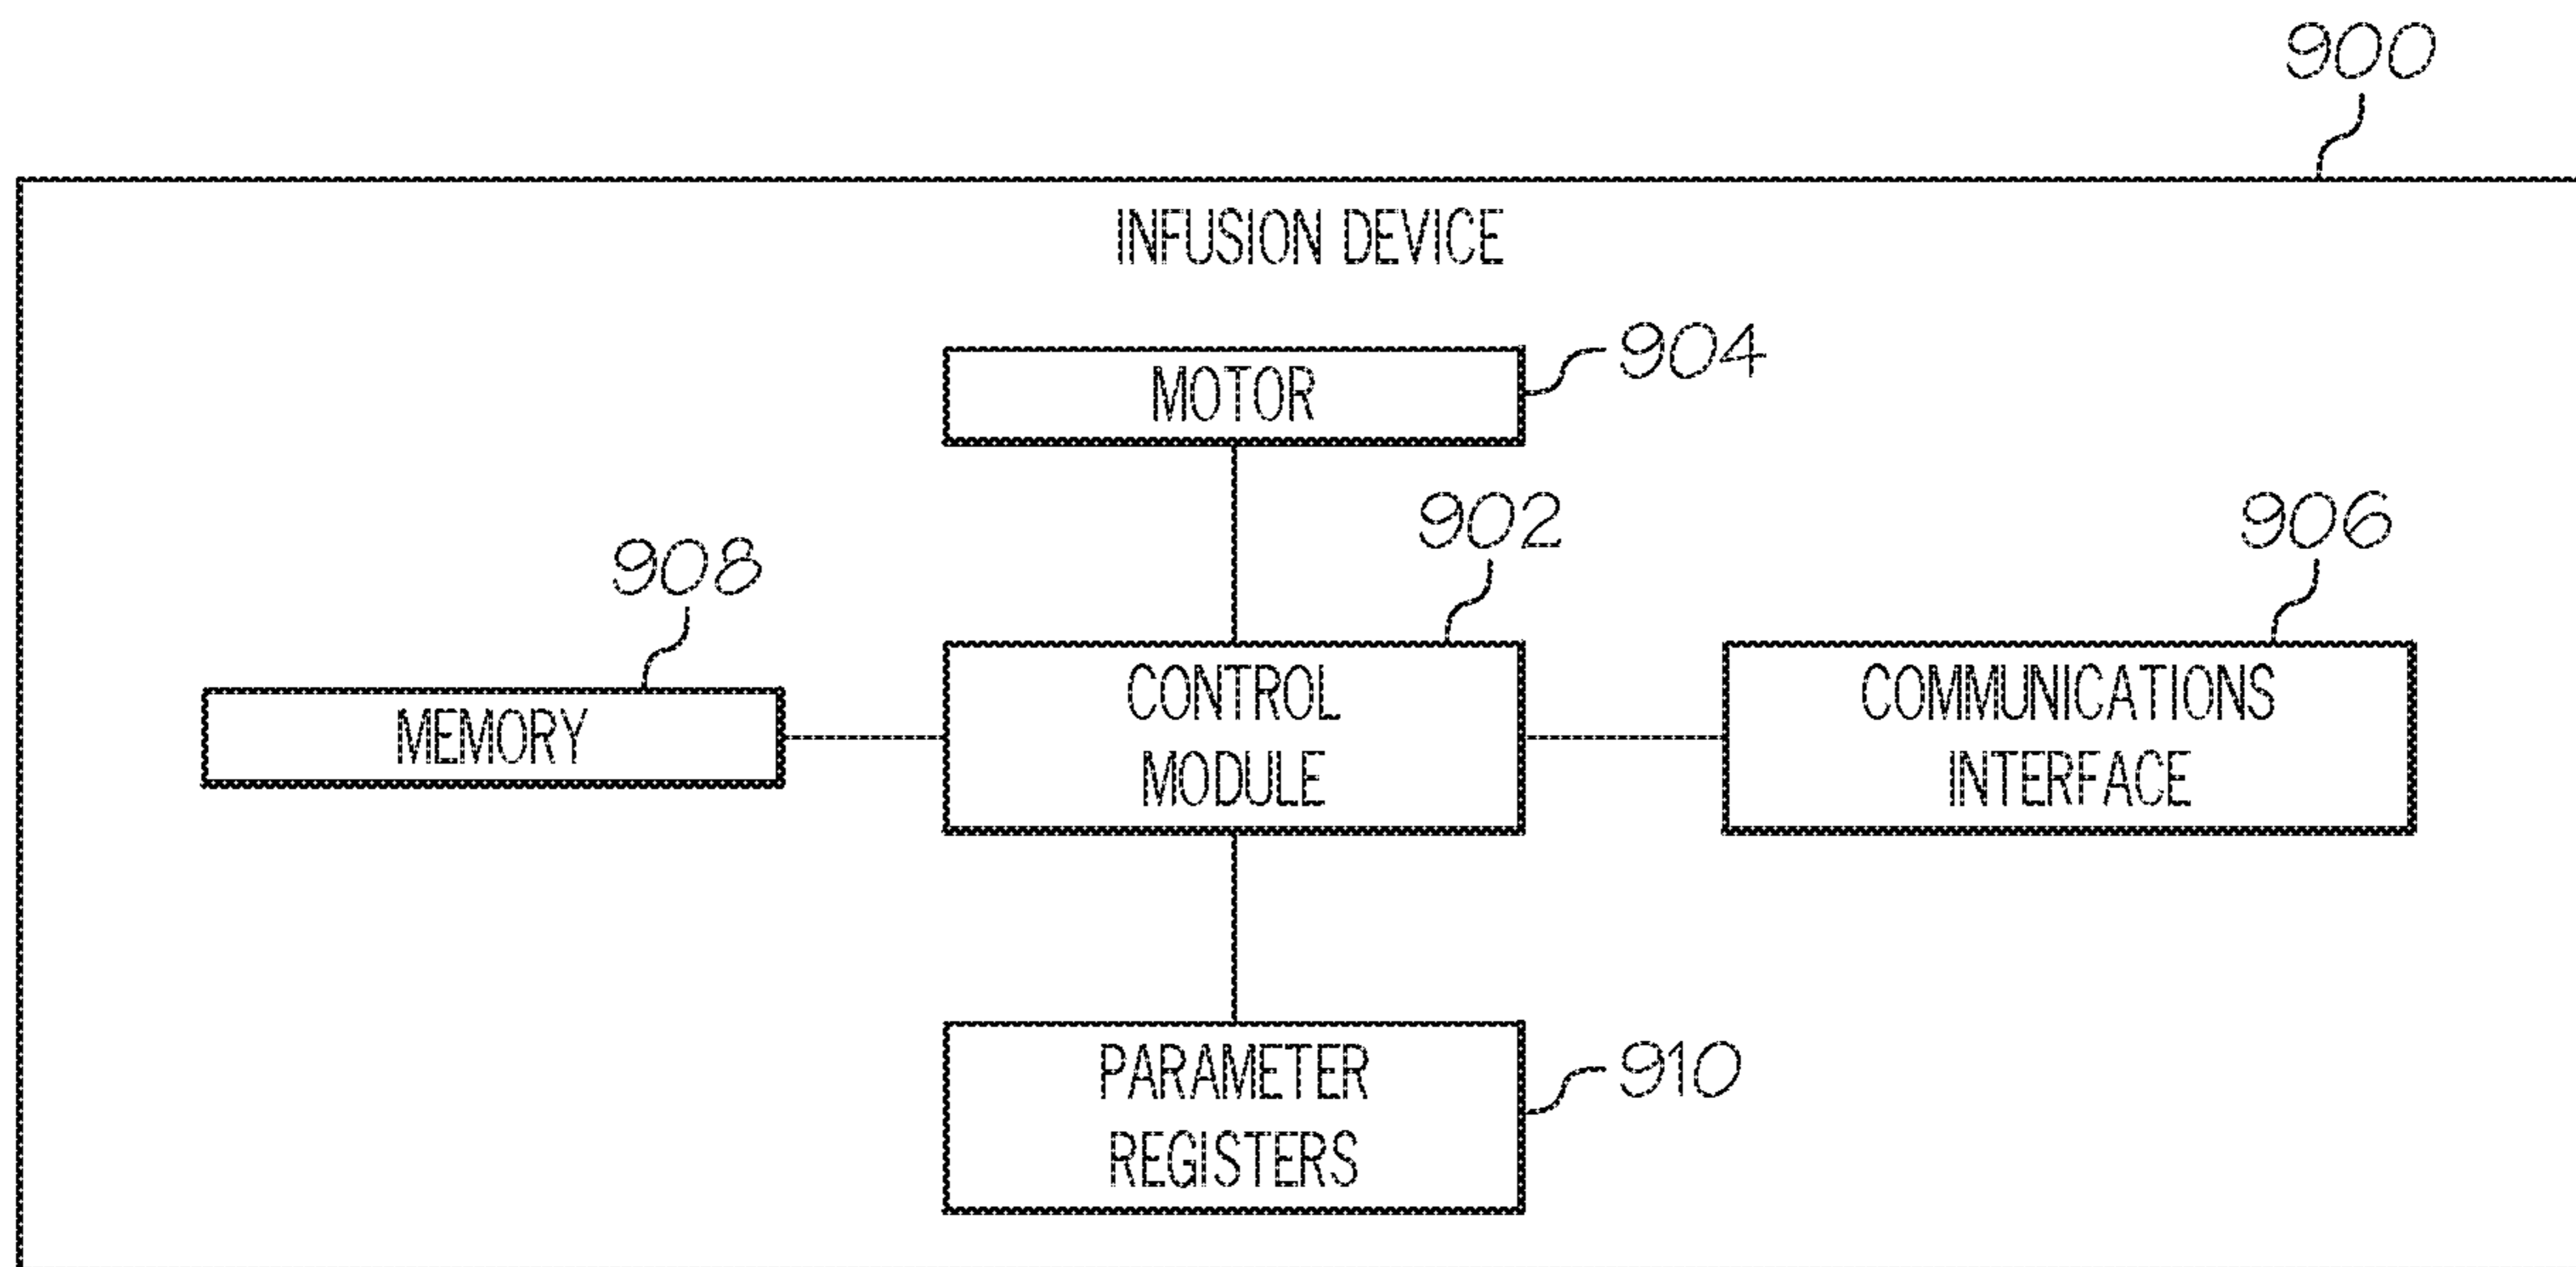 900
INFUSION DEVICE
MOTOR
904
908
902
906
MEMORY
CONTROL
MODULE
COMMUNICATIONS
INTERFACE
PARAMETER
REGISTERS
910